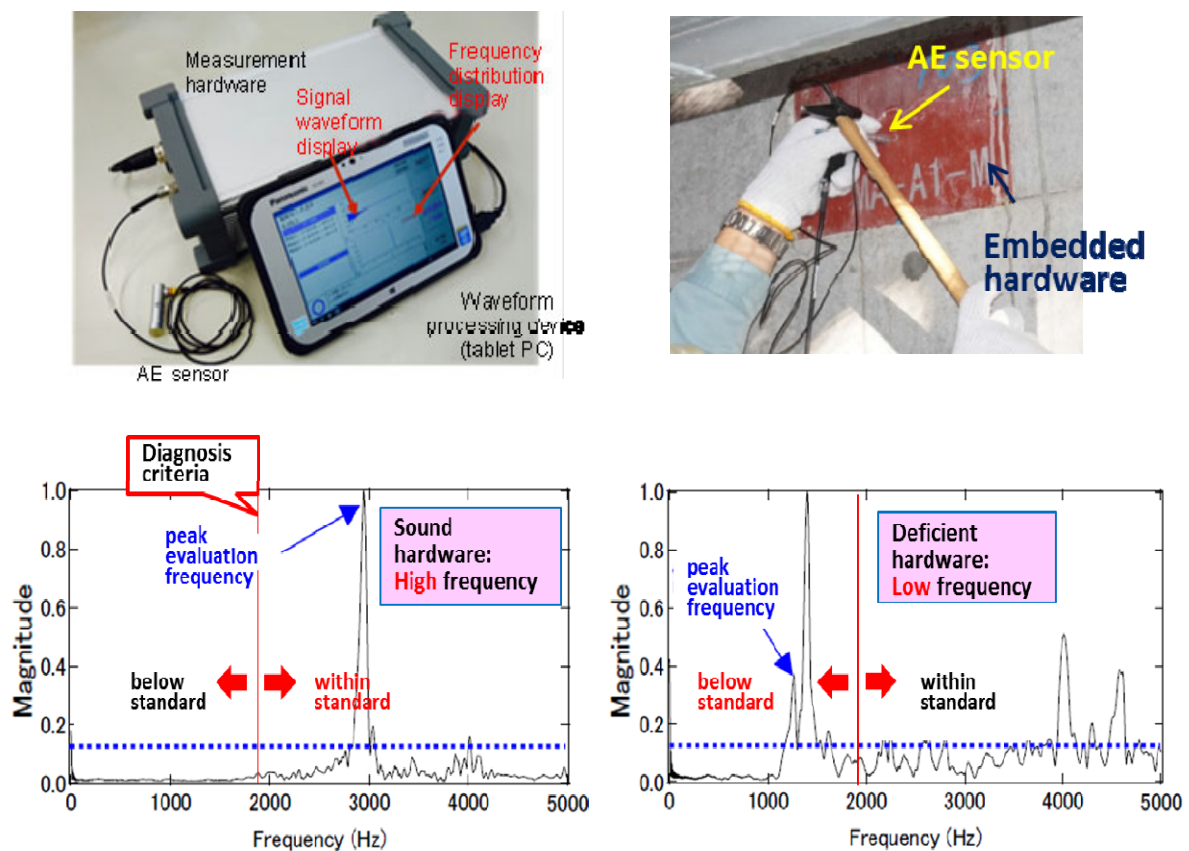 Measurement
hardware
Frequency
distribution
display
Signal
waveform
display
Panasonic
Waveform
processing device
(tablet PC)
AE sensor
AE sensor
MA-A1-M
Embedded
hardware
Diagnosis
criteria
peak
evaluation
frequency
Sound
hardware:
High frequency
below
standard
within
standard
Magnitude
1.0
0.8
0.6
0.4
0.2
0.0
0
1000
2000
3000
4000
5000
Frequency (Hz)
peak
evaluation
frequency
Deficient
hardware:
Low frequency
below
standard
within
standard
Magnitude
1.0
0.8
0.6
0.4
0.2
0.0
0
1000
2000
3000
4000
5000
Frequency (Hz)